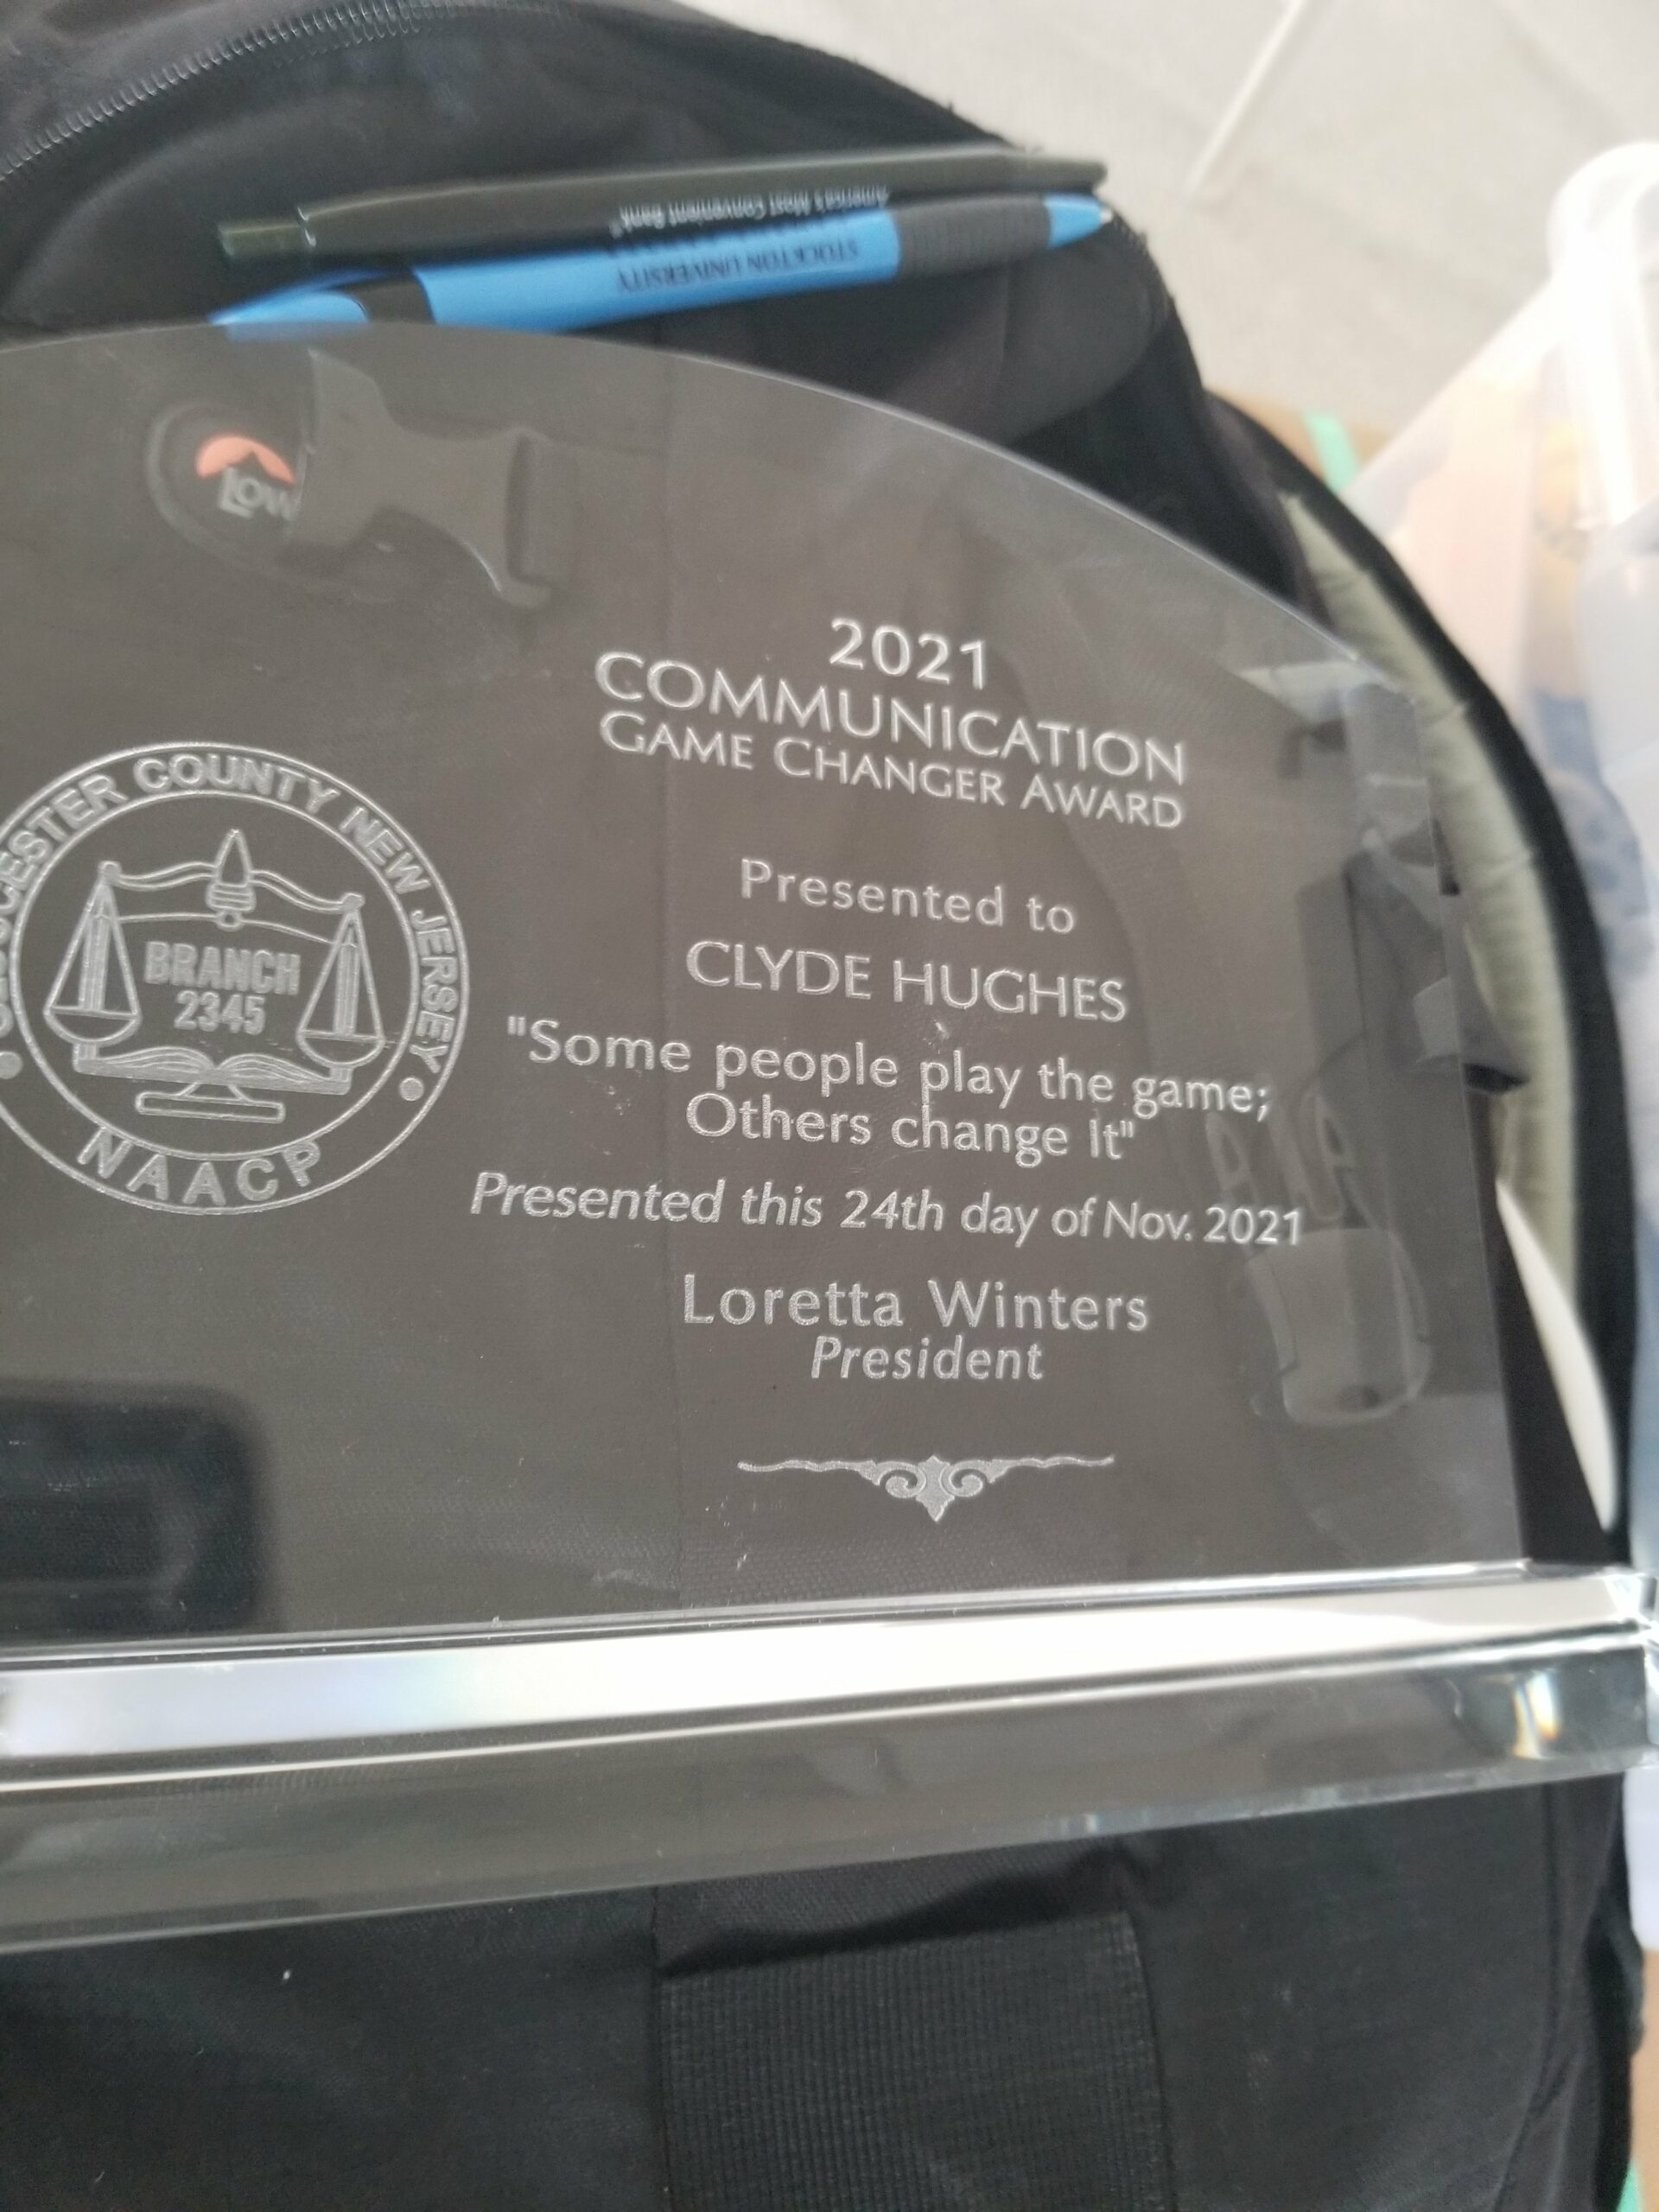 America's Most Convenient Bank
STOCKTON UNIVERSITY
Low
2021
COMMUNICATION
GAME CHANGER AWARD
Presented to
CLYDE HUGHES
"Some people play the game;
Others change It"
Presented this 24th day of Nov. 2021
Loretta Winters
President
COUNTY NEW JERSEY
BRANCH
2345
NAACP